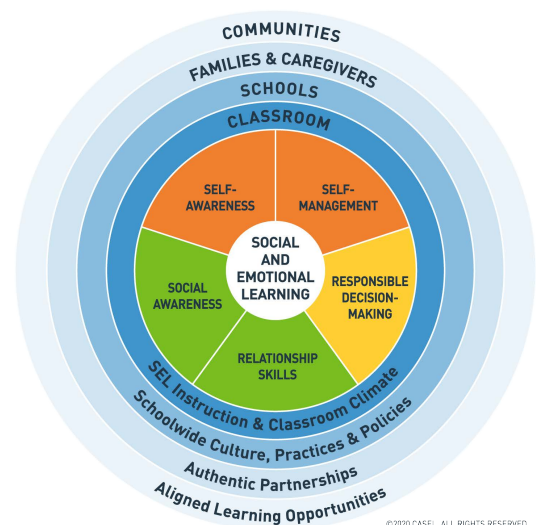 COMMUNITIES
FAMILIES & CAREGIVERS
SCHOOLS
CLASSROOM
SELF-
AWARENESS
SELF-
MANAGEMENT
SOCIAL
AND
EMOTIONAL
LEARNING
SOCIAL
AWARENESS
RESPONSIBLE
DECISION-
MAKING
RELATIONSHIP
SKILLS
SEL Instruction & Classroom Climate
Schoolwide Culture, Practices & Policies
Authentic Partnerships
Aligned Learning Opportunities
©2020 CASEL. ALL RIGHTS RESERVED.